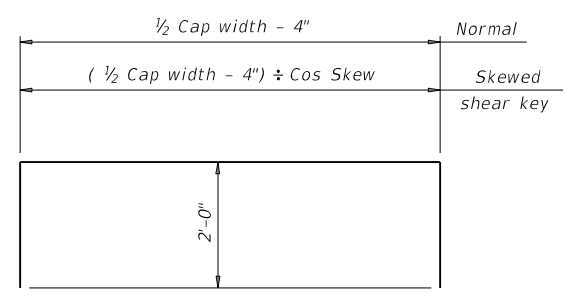 ½ Cap width - 4"
Normal
( ½ Cap width - 4") ÷ Cos Skew
Skewed
shear key
2'-0"